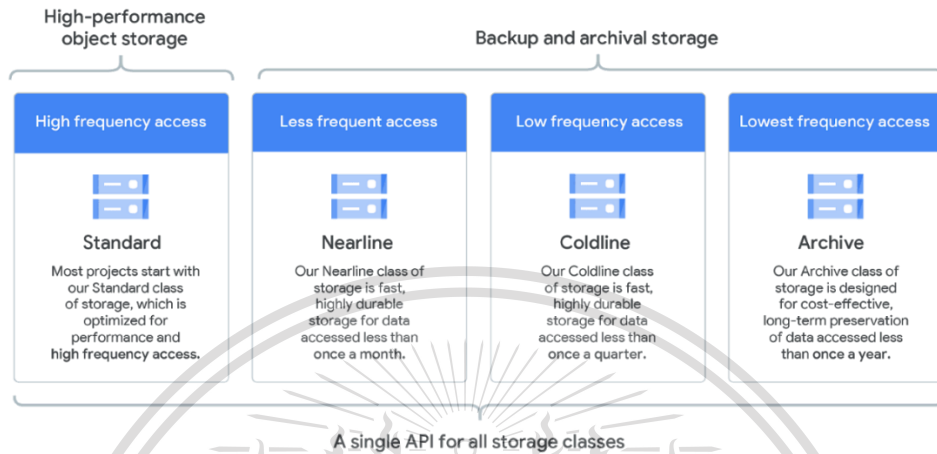 High-performance
object storage
Backup and archival storage
High frequency access
Standard
Most projects start with
our Standard class
of storage, which is
optimized for
performance and
high frequency access.
Less frequent access
Nearline
Our Nearline class of
storage is fast,
highly durable
storage for data
accessed less than
once a month.
Low frequency access
Coldline
Our Coldline class
of storage is fast,
highly durable
storage for data
accessed less than
once a quarter.
Lowest frequency access
Archive
Our Archive class of
storage is designed
for cost-effective,
long-term preservation
of data accessed less
than once a year.
A single API for all storage classes